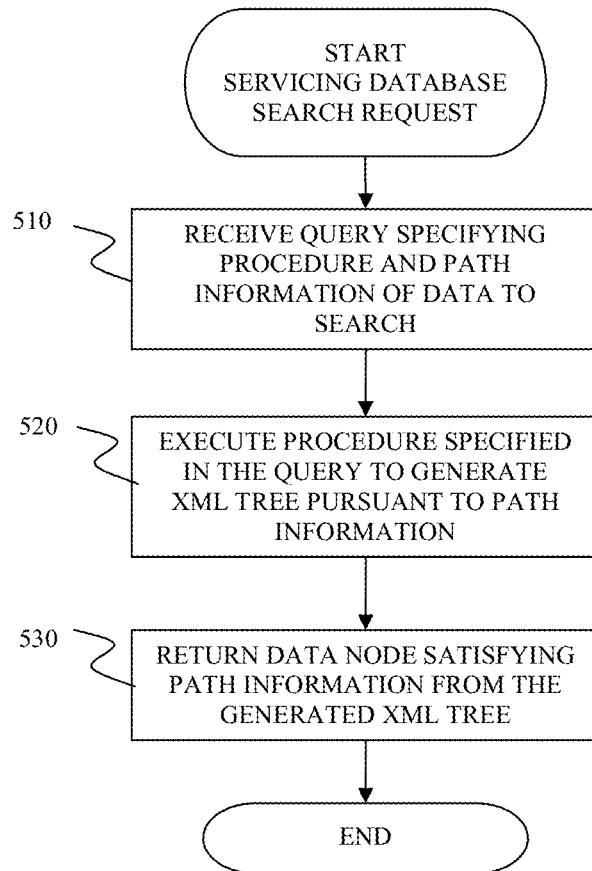 START
SERVICING DATABASE
SEARCH REQUEST
510
RECEIVE QUERY SPECIFYING
PROCEDURE AND PATH
INFORMATION OF DATA TO
SEARCH
520
EXECUTE PROCEDURE SPECIFIED
IN THE QUERY TO GENERATE
XML TREE PURSUANT TO PATH
INFORMATION
530
RETURN DATA NODE SATISFYING
PATH INFORMATION FROM THE
GENERATED XML TREE
END